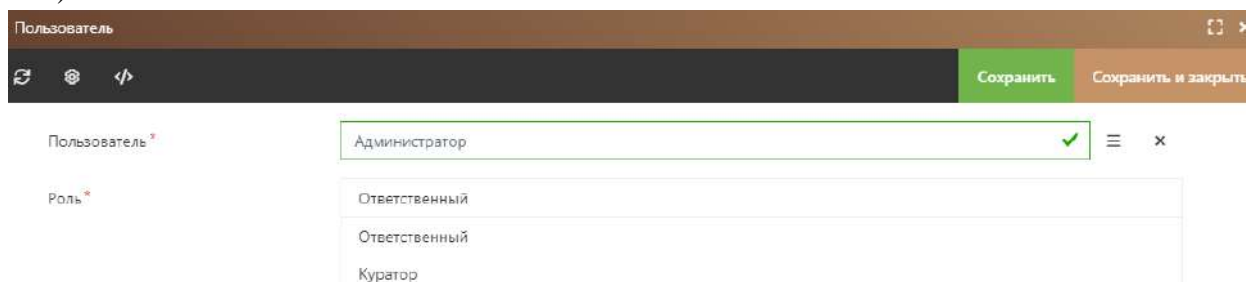 Пользователь
Сохранить Сохранить и закрыть
Пользователь* Администратор
Роль* Ответственный
Ответственный
Куратор